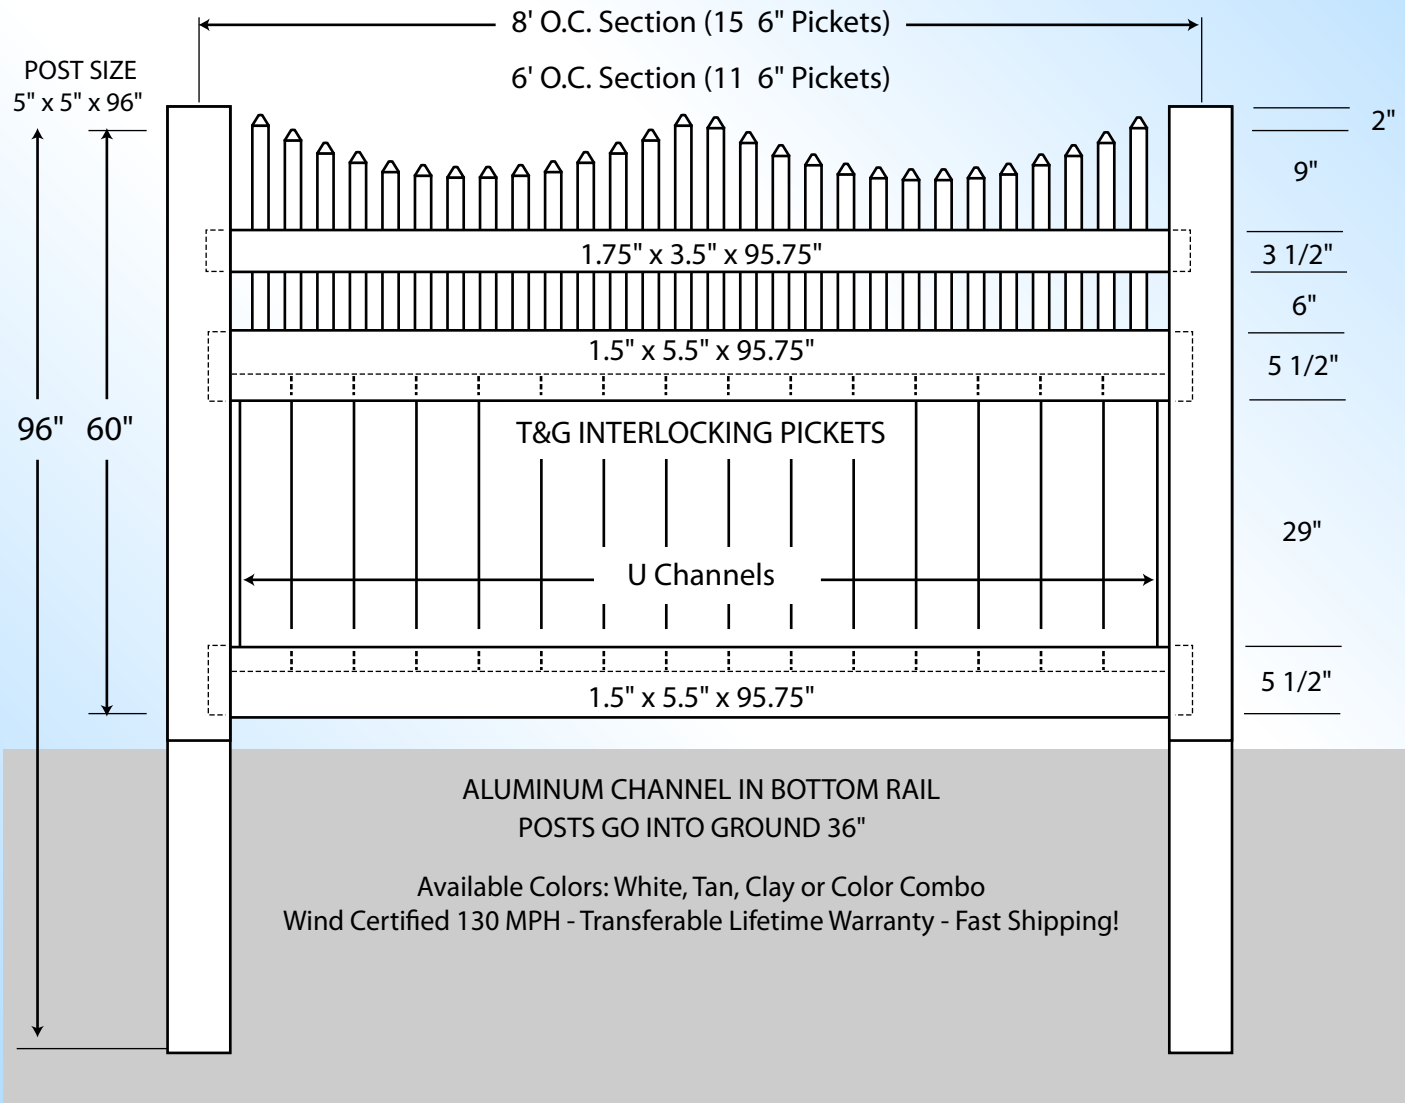 8' O.C. Section (15  6" Pickets)
6' O.C. Section (11  6" Pickets)
POST SIZE
5" x 5" x 96"
2"
9"
1.75" x 3.5" x 95.75"
3 1/2"
6"
1.5" x 5.5" x 95.75"
5 1/2"
96"
60"
T&G INTERLOCKING PICKETS
29"
U Channels
1.5" x 5.5" x 95.75"
5 1/2"
ALUMINUM CHANNEL IN BOTTOM RAIL
POSTS GO INTO GROUND 36"
Available Colors: White, Tan, Clay or Color Combo
Wind Certified 130 MPH - Transferable Lifetime Warranty - Fast Shipping!